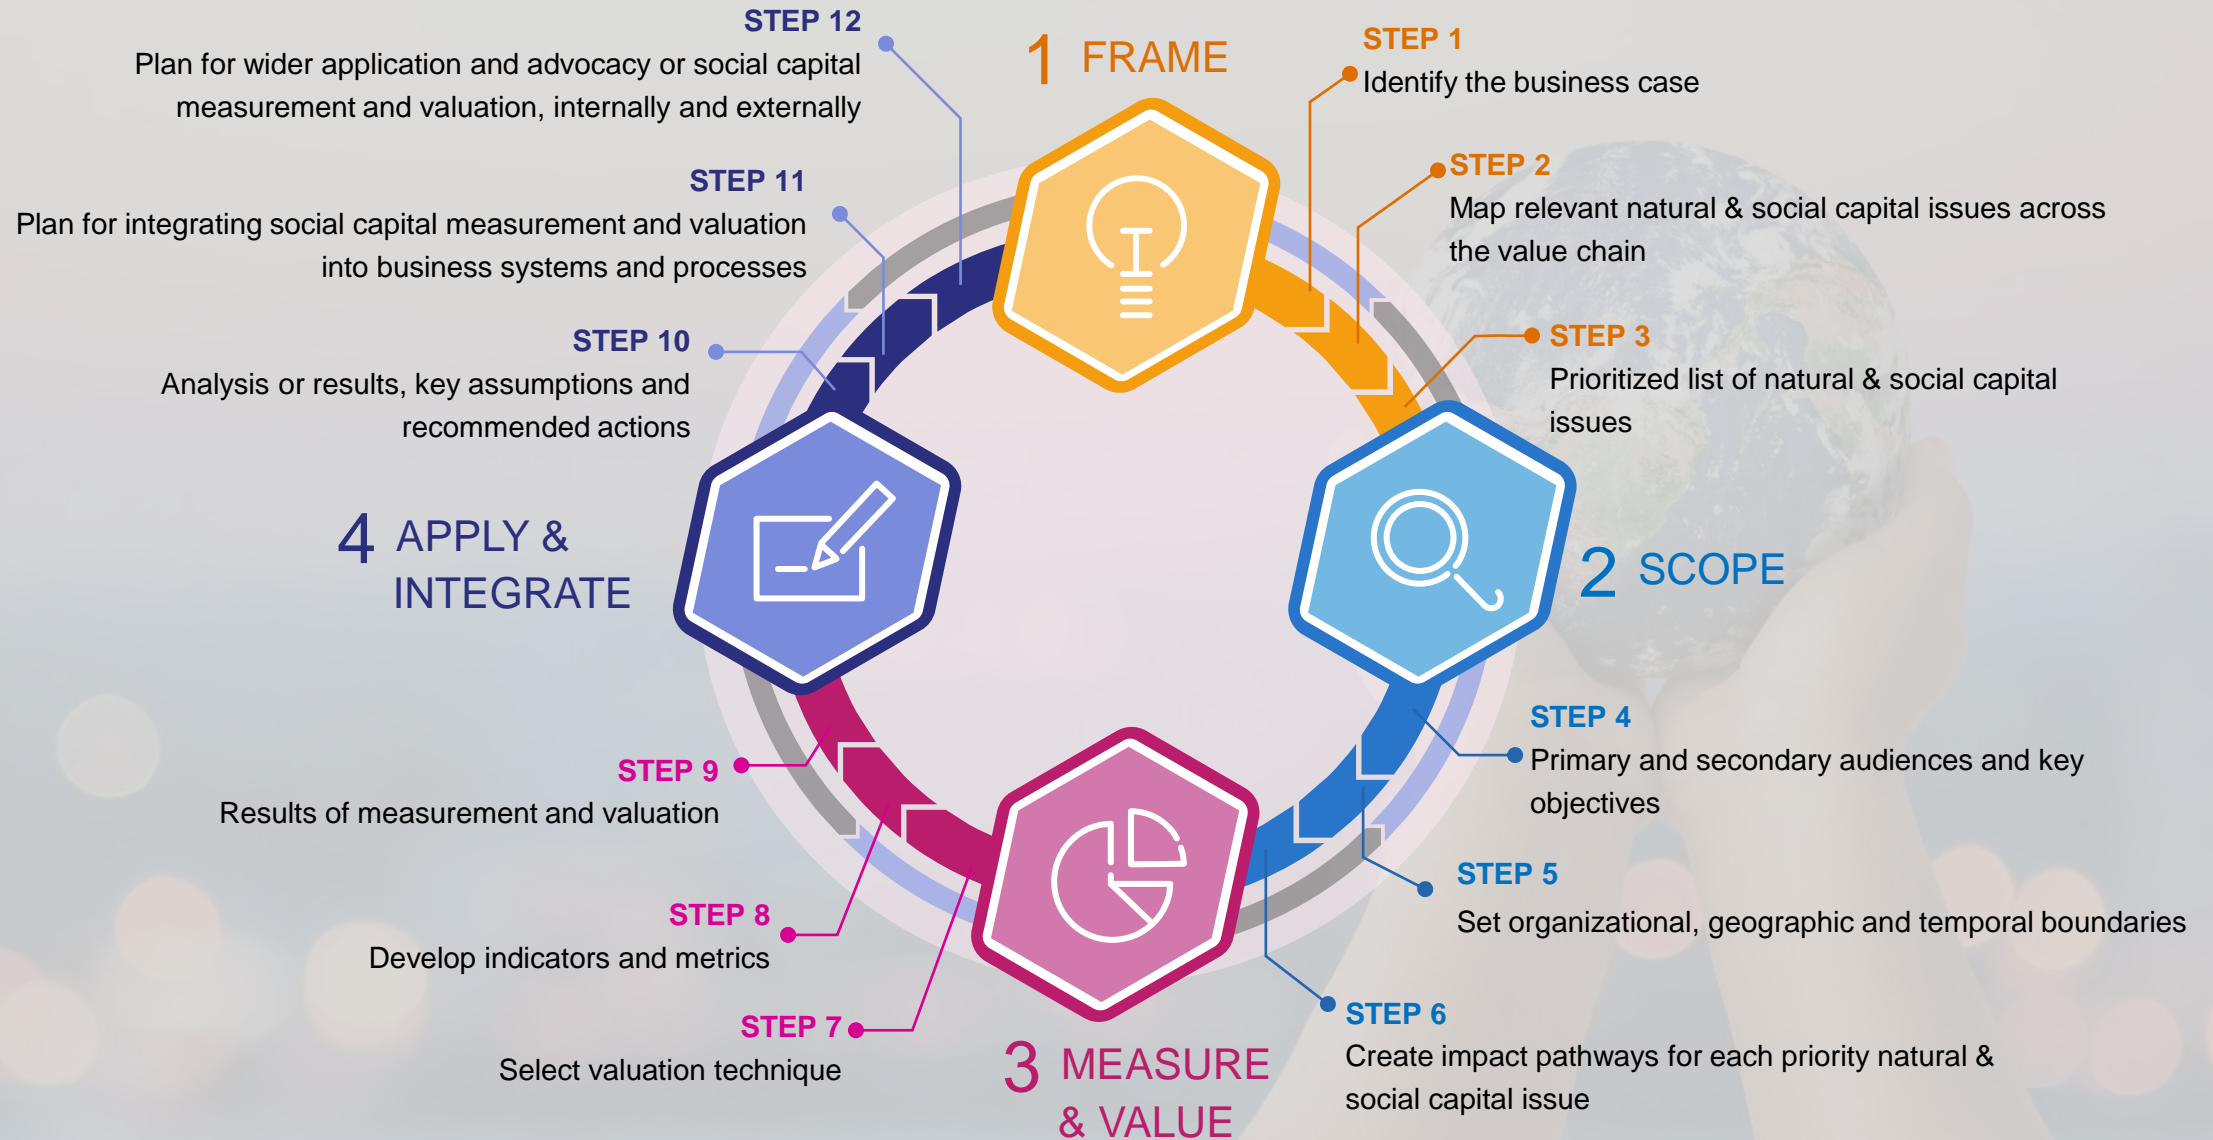 1 FRAME
STEP 1
Identify the business case
STEP 2
Map relevant natural & social capital issues across
the value chain
STEP 3
Prioritized list of natural & social capital
issues
2 SCOPE
STEP 4
Primary and secondary audiences and key
objectives
STEP 5
Set organizational, geographic and temporal boundaries
STEP 6
Create impact pathways for each priority natural &
social capital issue
3 MEASURE
& VALUE
STEP 7
Select valuation technique
STEP 8
Develop indicators and metrics
STEP 9
Results of measurement and valuation
4 APPLY &
INTEGRATE
STEP 10
Analysis or results, key assumptions and
recommended actions
STEP 11
Plan for integrating social capital measurement and valuation
into business systems and processes
STEP 12
Plan for wider application and advocacy or social capital
measurement and valuation, internally and externally